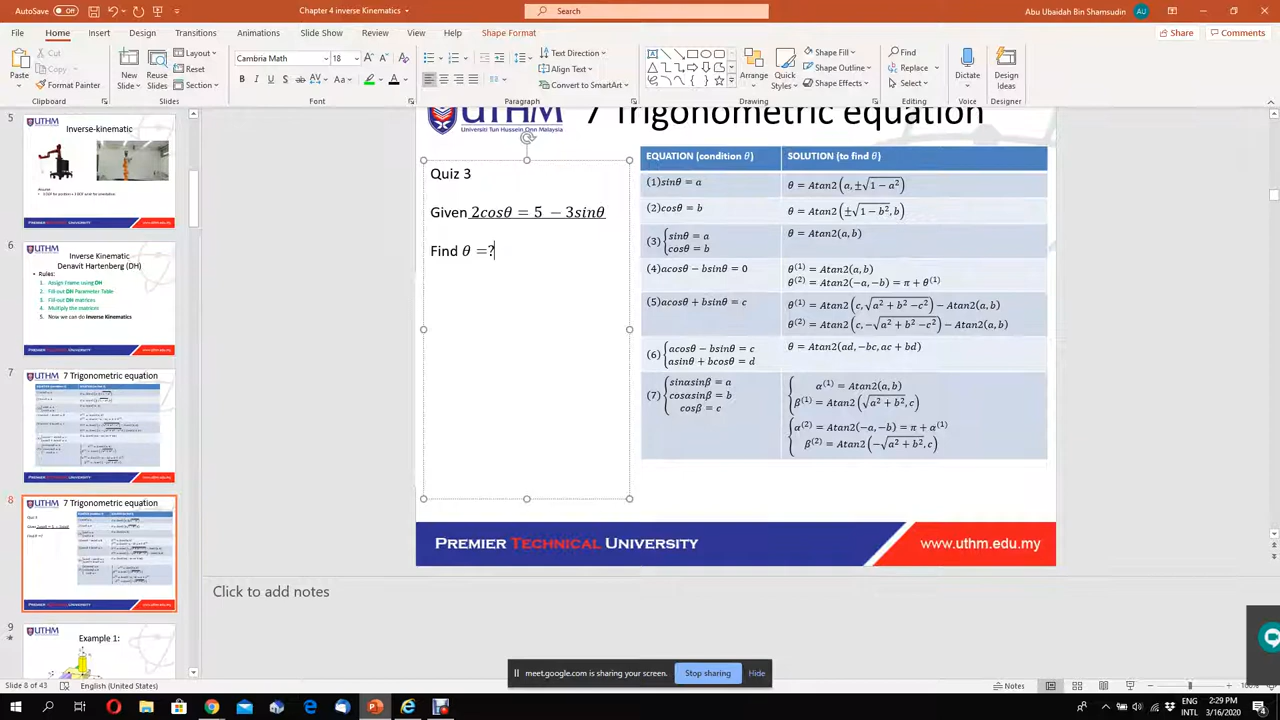 AutoSave
Off
Chapter 4 inverse Kinematics
Search
Abu Ubaidah Bin Shamsudin
AU
File
Home
Insert
Design
Transitions
Animations
Slide Show
Review
View
Help
Shape Format
Share
Comments
Paste
Cut
Copy
Format Painter
Clipboard
New
Slide
Reuse
Slides
Layout
Reset
Section
Slides
Cambria Math
18
Font
Text Direction
Align Text
Convert to SmartArt
Paragraph
Arrange
Quick
Styles
Shape Fill
Shape Outline
Shape Effects
Drawing
Find
Replace
Select
Editing
Dictate
Voice
Design
Ideas
Designer
5
UTHM
Inverse-kinematic
PREMIER TECHNICAL UNIVERSITY
6
UTHM
Inverse Kinematic
Denavit Hartenberg (DH)
• Rules:
1. Assign Frame using DH
2. Fill out DH Parameter Table
3. Fill-out DH matrices
4. Multiply the matrices
5. Now we can do Inverse Kinematics
7
UTHM
7 Trigonometric equation
8
UTHM
7 Trigonometric equation
9
UTHM
Example 1:
UTHM
Universiti Tun Hussein Onn Malaysia
7 Trigonometric equation
Quiz 3
Given 2cosθ = 5 − 3sinθ
Find θ =?
EQUATION (condition θ) SOLUTION (to find θ)
(1) sinθ = a θ = Atan2(a, ±√(1 − a²))
(2) cosθ = b θ = Atan2(±√(1 − b²), b)
(3) { sinθ = a θ = Atan2(a, b)
cosθ = b
(4) acosθ − bsinθ = 0 θ⁽¹⁾ = Atan2(a, b)
θ⁽²⁾ = Atan2(−a, −b) = π + θ⁽¹⁾
(5) acosθ + bsinθ = c θ⁽¹⁾ = Atan2(c, √(a² + b² − c²)) − Atan2(a, b)
θ⁽²⁾ = Atan2(c, −√(a² + b² − c²)) − Atan2(a, b)
(6) { acosθ − bsinθ = c θ = Atan2(ad − bc, ac + bd)
asinθ + bcosθ = d
(7) { sinαsinβ = a { α⁽¹⁾ = Atan2(a, b)
cosαsinβ = b β⁽¹⁾ = Atan2(√(a² + b²), c)
cosβ = c
{ α⁽²⁾ = Atan2(−a, −b) = π + α⁽¹⁾
β⁽²⁾ = Atan2(−√(a² + b²), c)
PREMIER TECHNICAL UNIVERSITY
www.uthm.edu.my
Click to add notes
meet.google.com is sharing your screen.
Stop sharing
Hide
Slide 8 of 43
English (United States)
Notes
100%
ENG
INTL
2:29 PM
3/16/2020